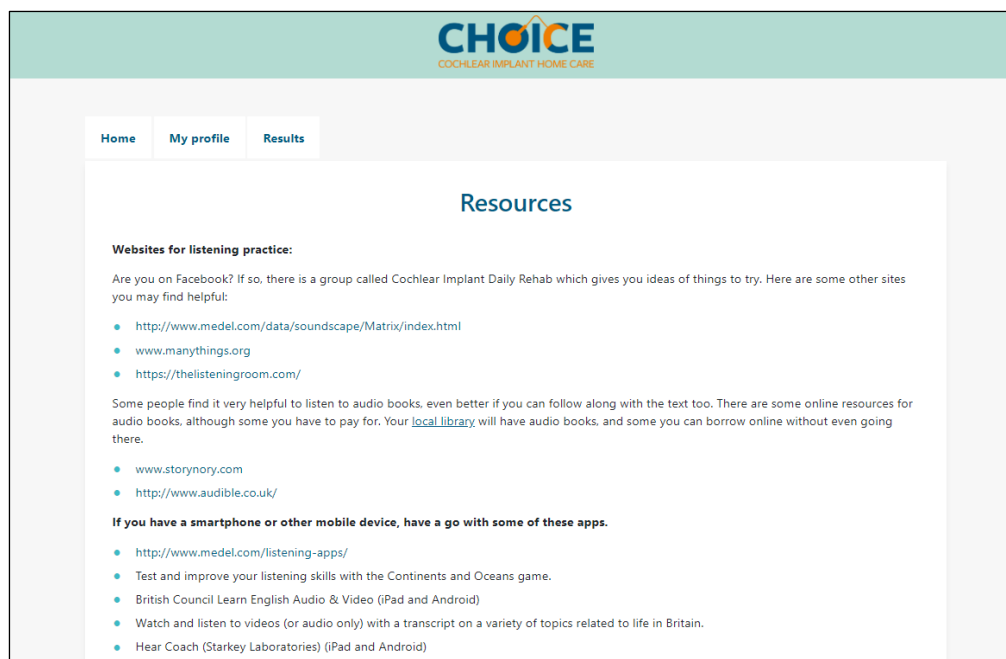 CHOICE
COCHLEAR IMPLANT HOME CARE
Home My profile Results
Resources
Websites for listening practice:
Are you on Facebook? If so, there is a group called Cochlear Implant Daily Rehab which gives you ideas of things to try. Here are some other sites
you may find helpful:
http://www.medel.com/data/soundscape/Matrix/index.html
www.manythings.org
https://thelisteningroom.com/
Some people find it very helpful to listen to audio books, even better if you can follow along with the text too. There are some online resources for
audio books, although some you have to pay for. Your local library will have audio books, and some you can borrow online without even going
there.
www.storynory.com
http://www.audible.co.uk/
If you have a smartphone or other mobile device, have a go with some of these apps.
http://www.medel.com/listening-apps/
Test and improve your listening skills with the Continents and Oceans game.
British Council Learn English Audio & Video (iPad and Android)
Watch and listen to videos (or audio only) with a transcript on a variety of topics related to life in Britain.
Hear Coach (Starkey Laboratories) (iPad and Android)